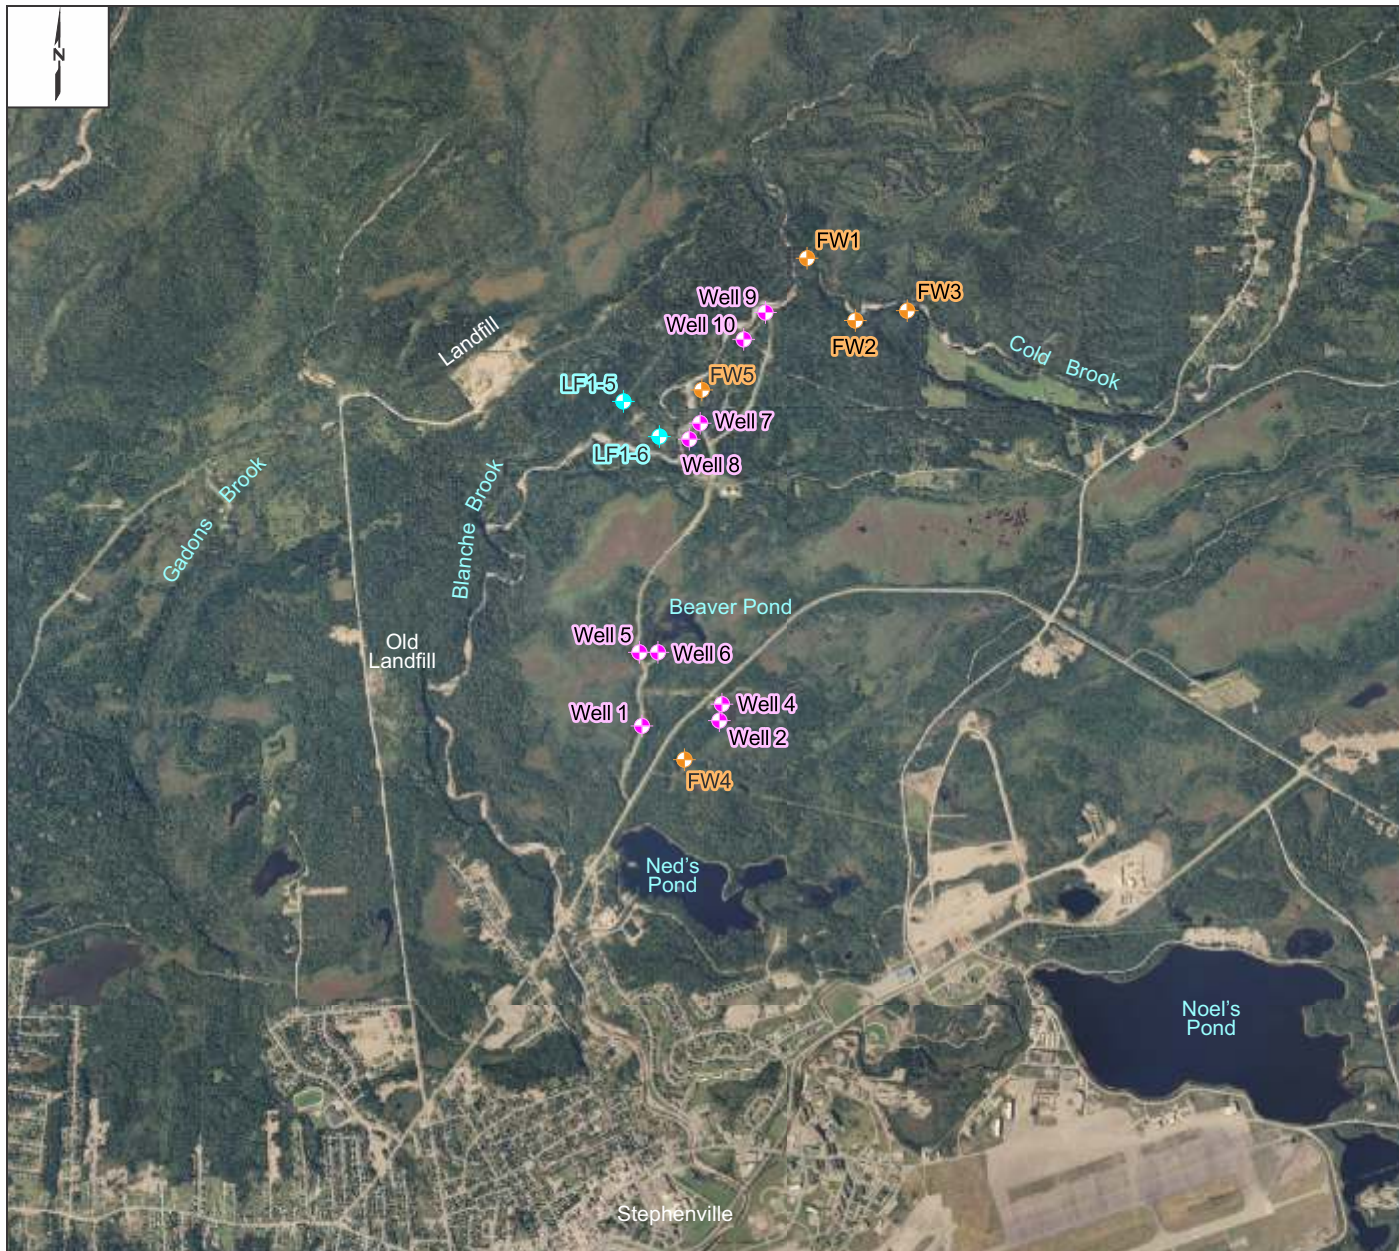 N
FW1
Well 9
FW3
Well 10
FW2
Landfill
Cold Brook
FW5
LF1-5
Well 7
LF1-6
Well 8
Gadons Brook
Blanche Brook
Beaver Pond
Well 5
Old
Landfill
Well 6
Well 4
Well 1
Well 2
FW4
Ned's
Pond
Noel's
Pond
Stephenville